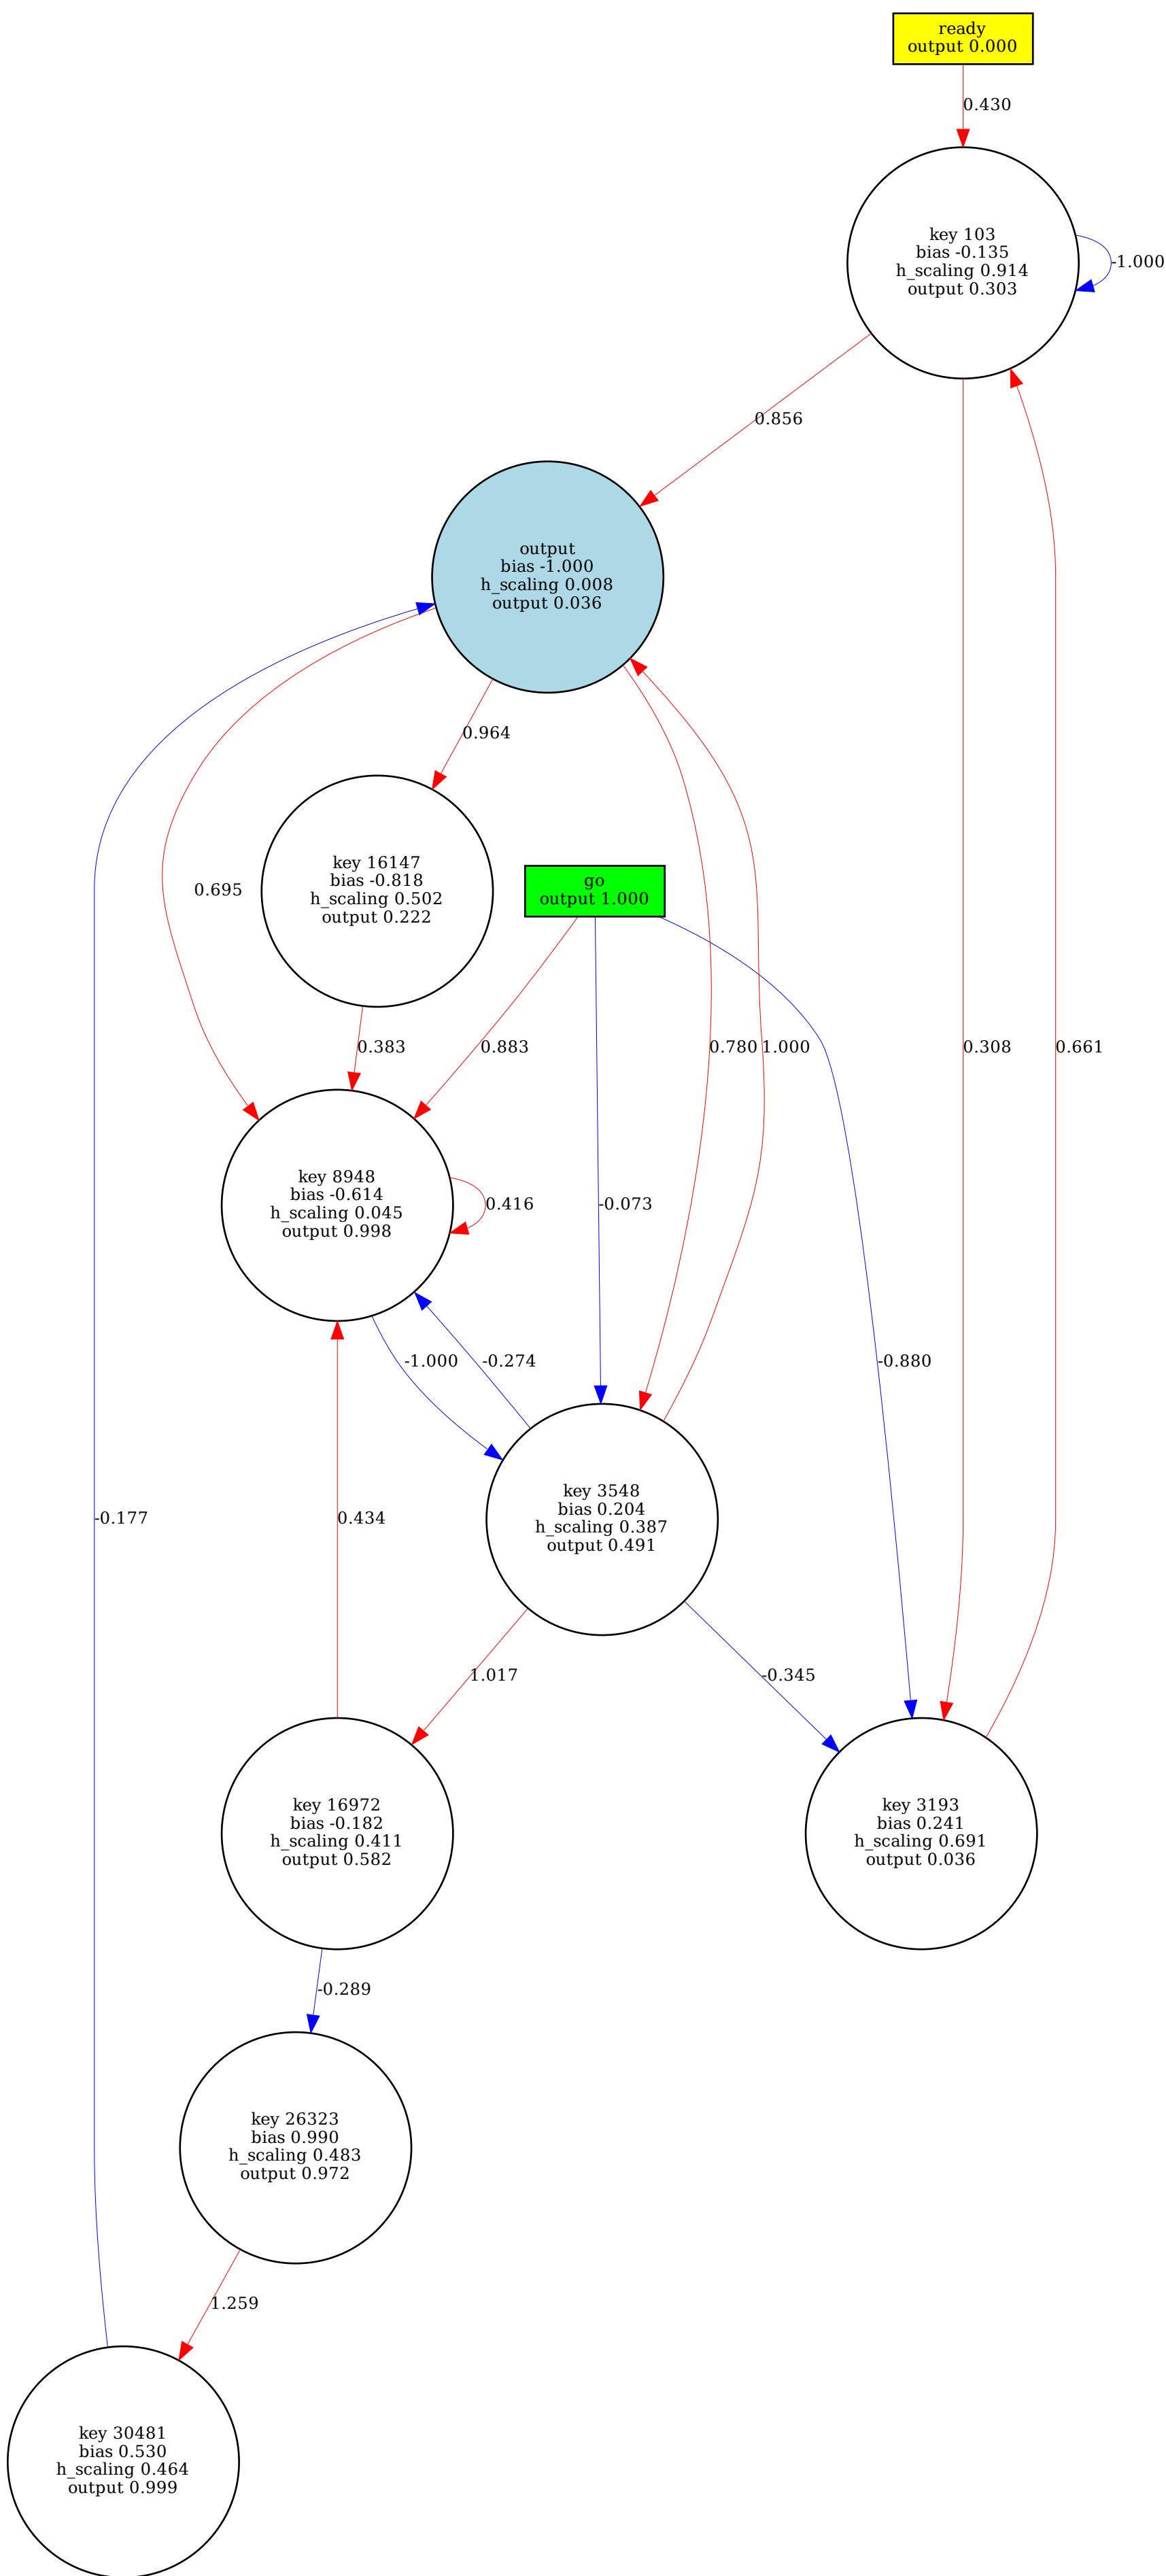 ready
output 0.000
0.430
key 103
bias -0.135
h_scaling 0.914
output 0.303
-1.000
0.856
output
bias -1.000
h_scaling 0.008
output 0.036
0.964
key 16147
bias -0.818
h_scaling 0.502
output 0.222
go
output 1.000
0.695
0.383
0.883
0.780
1.000
0.308
0.661
key 8948
bias -0.614
h_scaling 0.045
output 0.998
0.416
-0.073
-1.000
-0.274
-0.880
key 3548
bias 0.204
h_scaling 0.387
output 0.491
-0.177
0.434
1.017
-0.345
key 16972
bias -0.182
h_scaling 0.411
output 0.582
key 3193
bias 0.241
h_scaling 0.691
output 0.036
-0.289
key 26323
bias 0.990
h_scaling 0.483
output 0.972
1.259
key 30481
bias 0.530
h_scaling 0.464
output 0.999